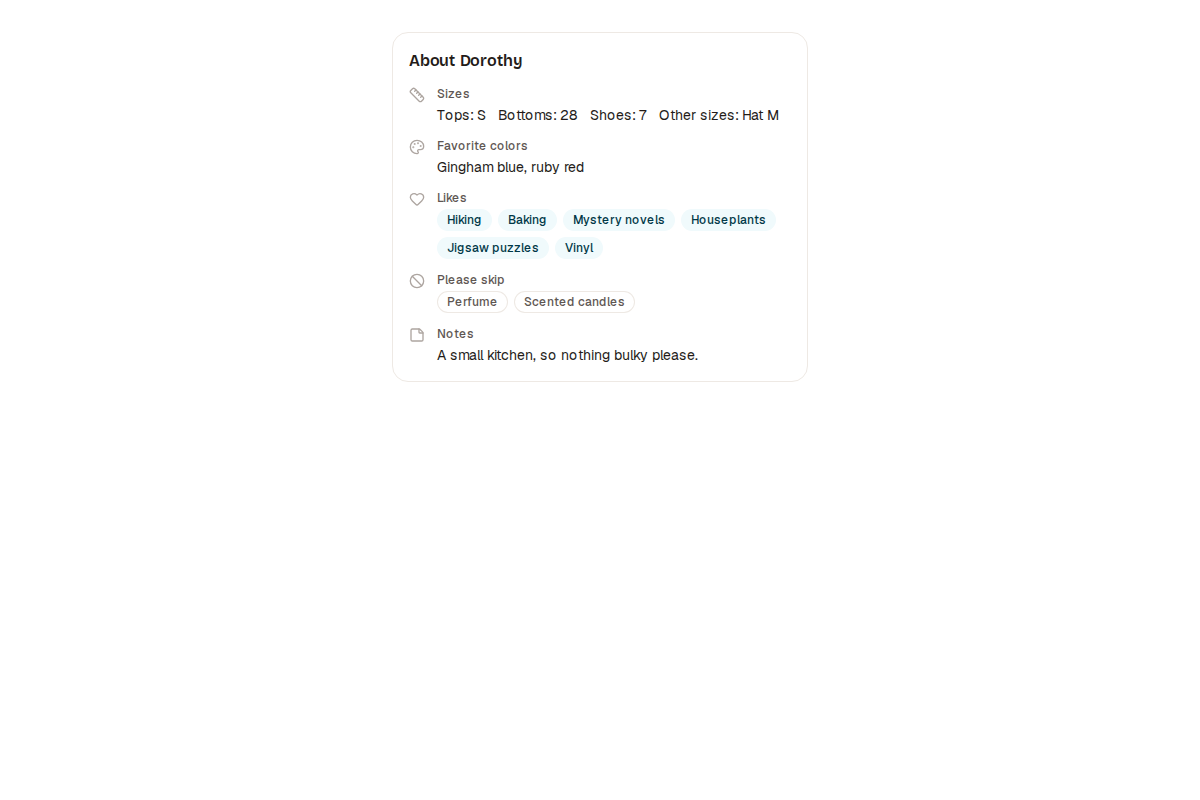 About Dorothy
Sizes
Tops: S Bottoms: 28 Shoes: 7 Other sizes: Hat M
Favorite colors
Gingham blue, ruby red
Likes
Hiking Baking Mystery novels Houseplants
Jigsaw puzzles Vinyl
Please skip
Perfume Scented candles
Notes
A small kitchen, so nothing bulky please.